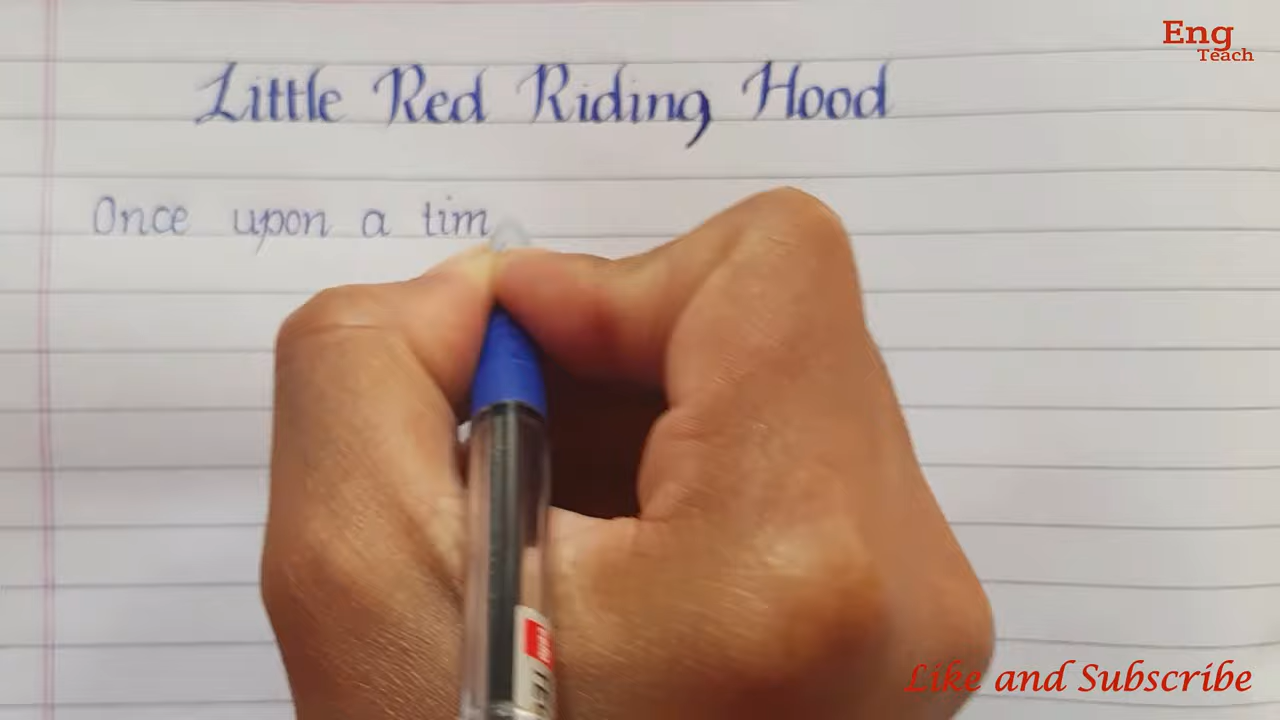 Eng
Teach
Little Red Riding Hood
Once upon a tim
Like and Subscribe